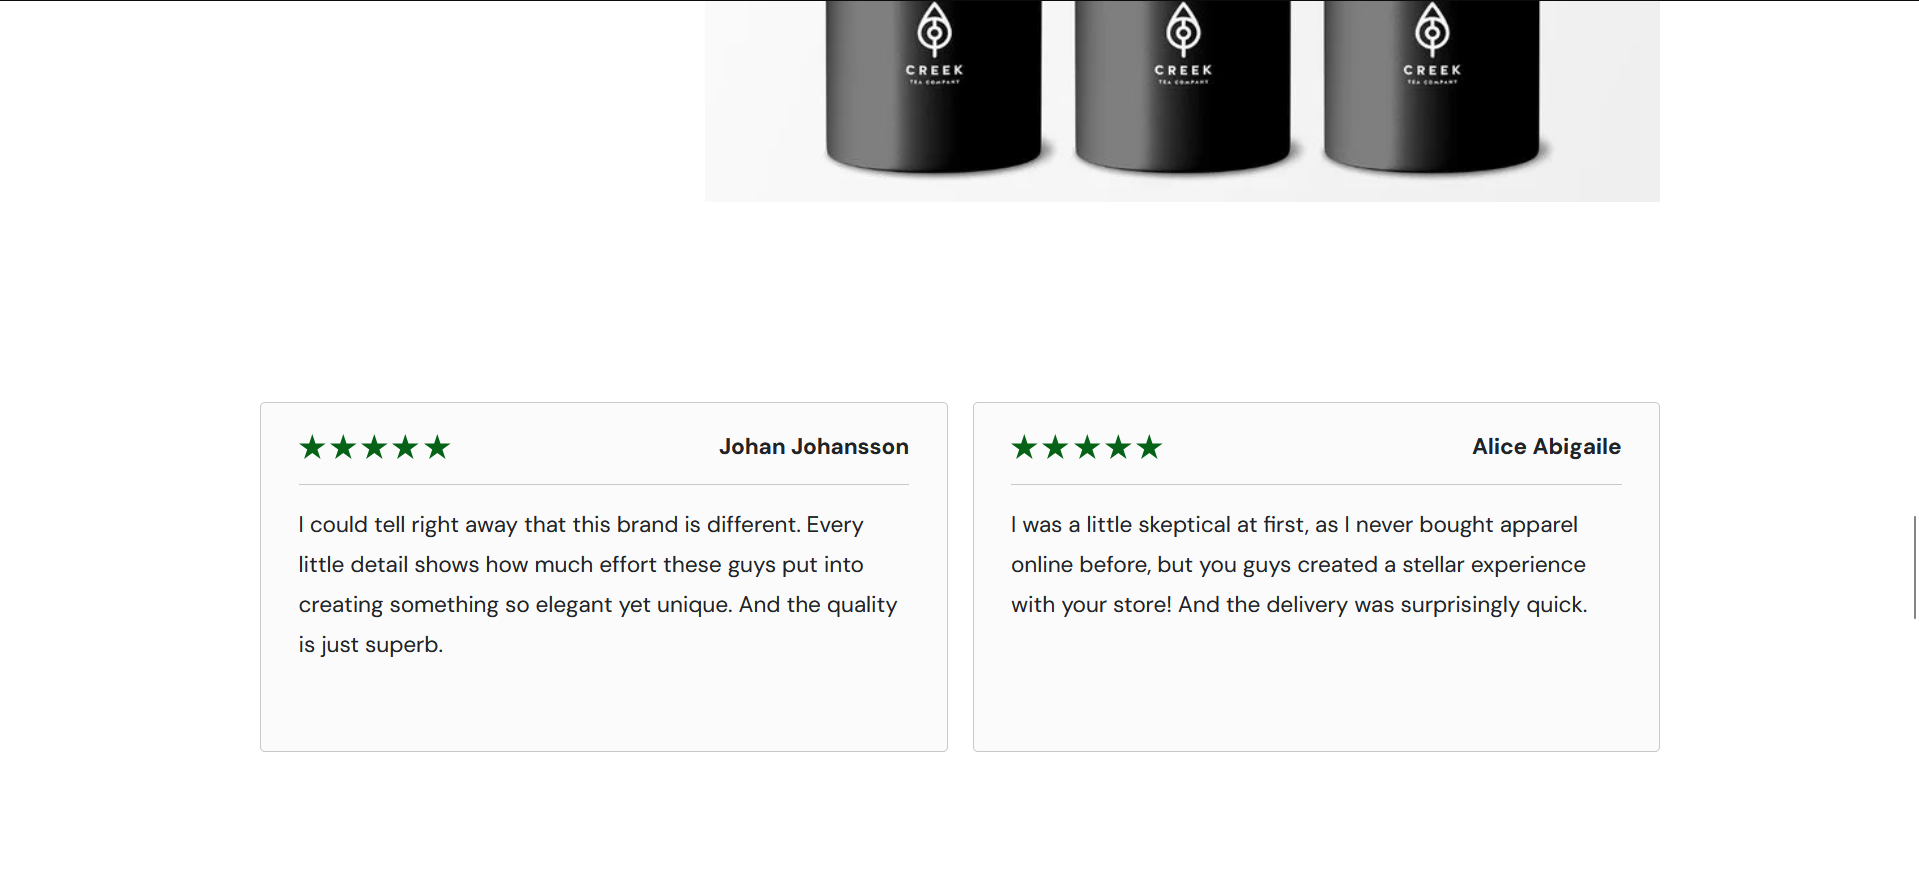 CREEK
TEA COMPANY
CREEK
TEA COMPANY
CREEK
TEA COMPANY
★★★★★ Johan Johansson
I could tell right away that this brand is different. Every
little detail shows how much effort these guys put into
creating something so elegant yet unique. And the quality
is just superb.
★★★★★ Alice Abigaile
I was a little skeptical at first, as I never bought apparel
online before, but you guys created a stellar experience
with your store! And the delivery was surprisingly quick.